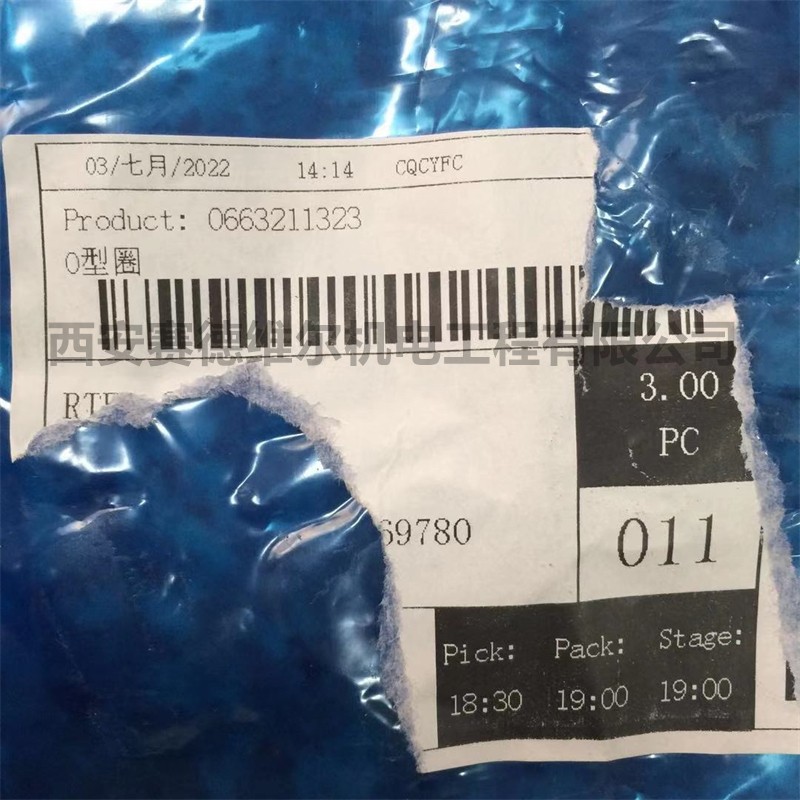 03/七月/2022 14:14 CQCYFC
Product: 0663211323
O型圈
西安赛德维尔机电工程有限公司
3.00
PC
69780
011
Pick: Pack: Stage:
18:30 19:00 19:00